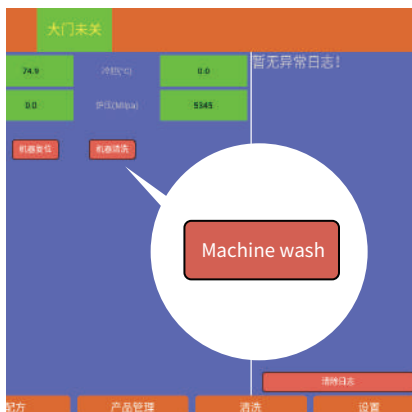 大门未关
74.9
0.0
暂无异常日志!
0.0
5345
机器复位
机器清洗
Machine wash
清除日志
配方
产品管理
清洗
设置